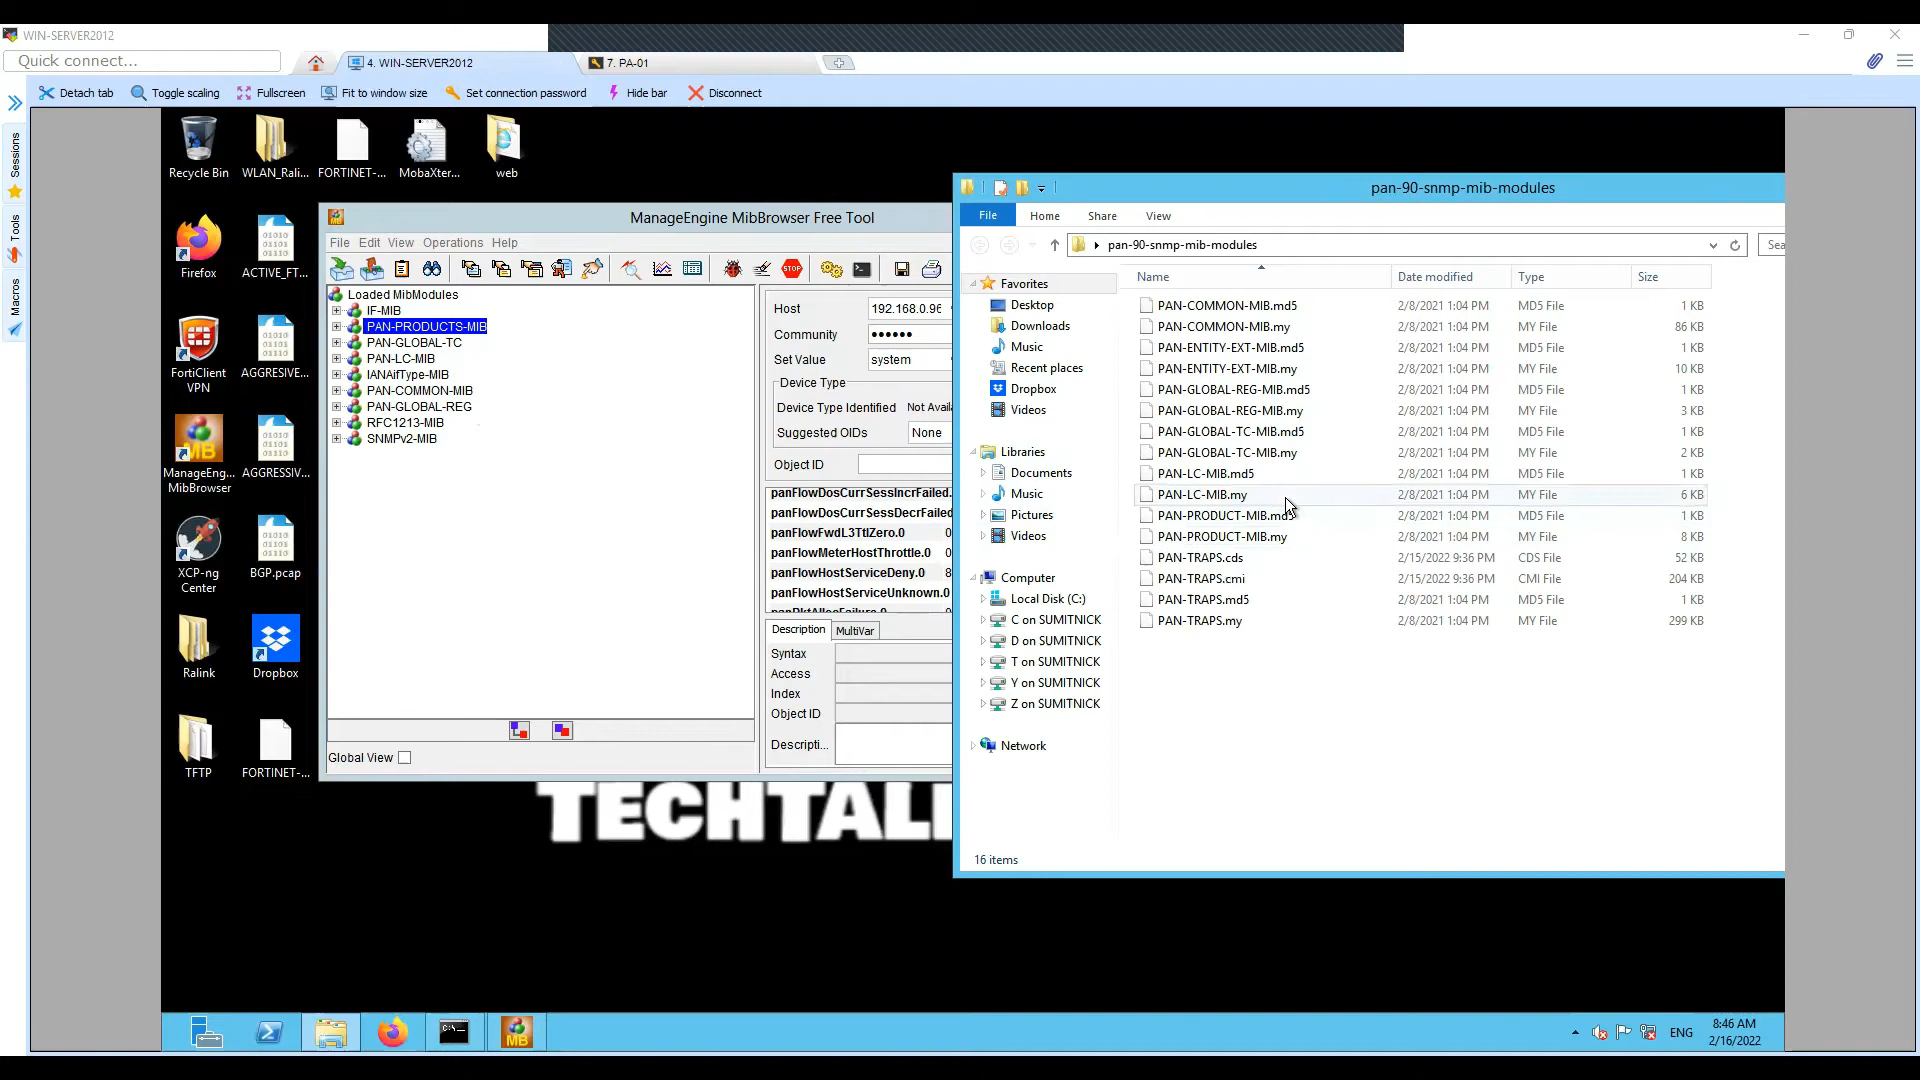 WIN-SERVER2012
Quick connect...
4. WIN-SERVER2012
7. PA-01
Detach tab
Toggle scaling
Fullscreen
Fit to window size
Set connection password
Hide bar
Disconnect
Sessions
Tools
Macros
Recycle Bin
WLAN_Rali...
FORTINET-...
MobaXter...
web
Firefox
ACTIVE_FT...
FortiClient
VPN
AGGRESIVE...
ManageEng...
MibBrowser
AGGRESSIV...
XCP-ng
Center
BGP.pcap
Ralink
Dropbox
TFTP
FORTINET-...
ManageEngine MibBrowser Free Tool
File Edit View Operations Help
Loaded MibModules
IF-MIB
PAN-PRODUCTS-MIB
PAN-GLOBAL-TC
PAN-LC-MIB
IANAifType-MIB
PAN-COMMON-MIB
PAN-GLOBAL-REG
RFC1213-MIB
SNMPv2-MIB
Global View
Host 192.168.0.96
Community ••••••
Set Value system
Device Type
Device Type Identified Not Avail
Suggested OIDs None
Object ID
panFlowDosCurrSessIncrFailed.
panFlowDosCurrSessDecrFailed
panFlowFwdL3TtlZero.0 0
panFlowMeterHostThrottle.0 0
panFlowHostServiceDeny.0 8
panFlowHostServiceUnknown.0
panPktAllocFailure.0
Description MultiVar
Syntax
Access
Index
Object ID
Descripti...
TECHTAL
pan-90-snmp-mib-modules
File Home Share View
pan-90-snmp-mib-modules
Sea
Favorites
Desktop
Downloads
Music
Recent places
Dropbox
Videos
Libraries
Documents
Music
Pictures
Videos
Computer
Local Disk (C:)
C on SUMITNICK
D on SUMITNICK
T on SUMITNICK
Y on SUMITNICK
Z on SUMITNICK
Network
Name Date modified Type Size
PAN-COMMON-MIB.md5 2/8/2021 1:04 PM MD5 File 1 KB
PAN-COMMON-MIB.my 2/8/2021 1:04 PM MY File 86 KB
PAN-ENTITY-EXT-MIB.md5 2/8/2021 1:04 PM MD5 File 1 KB
PAN-ENTITY-EXT-MIB.my 2/8/2021 1:04 PM MY File 10 KB
PAN-GLOBAL-REG-MIB.md5 2/8/2021 1:04 PM MD5 File 1 KB
PAN-GLOBAL-REG-MIB.my 2/8/2021 1:04 PM MY File 3 KB
PAN-GLOBAL-TC-MIB.md5 2/8/2021 1:04 PM MD5 File 1 KB
PAN-GLOBAL-TC-MIB.my 2/8/2021 1:04 PM MY File 2 KB
PAN-LC-MIB.md5 2/8/2021 1:04 PM MD5 File 1 KB
PAN-LC-MIB.my 2/8/2021 1:04 PM MY File 6 KB
PAN-PRODUCT-MIB.md5 2/8/2021 1:04 PM MD5 File 1 KB
PAN-PRODUCT-MIB.my 2/8/2021 1:04 PM MY File 8 KB
PAN-TRAPS.cds 2/15/2022 9:36 PM CDS File 52 KB
PAN-TRAPS.cmi 2/15/2022 9:36 PM CMI File 204 KB
PAN-TRAPS.md5 2/8/2021 1:04 PM MD5 File 1 KB
PAN-TRAPS.my 2/8/2021 1:04 PM MY File 299 KB
16 items
ENG
8:46 AM
2/16/2022